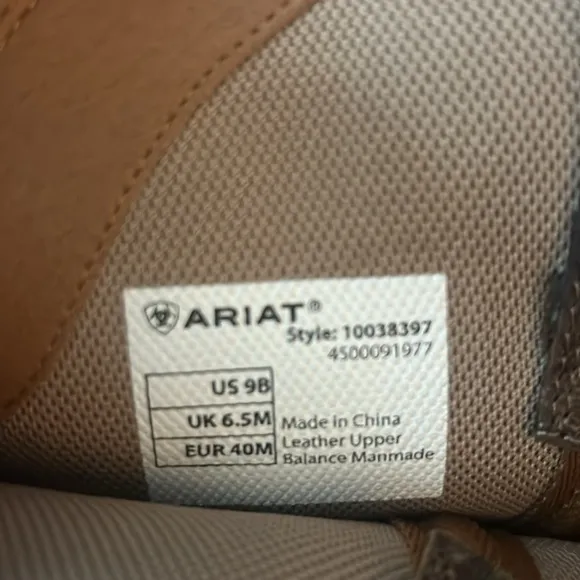 ARIAT®
Style: 10038397
4500091977
US 9B
UK 6.5M
EUR 40M
Made in China
Leather Upper
Balance Manmade